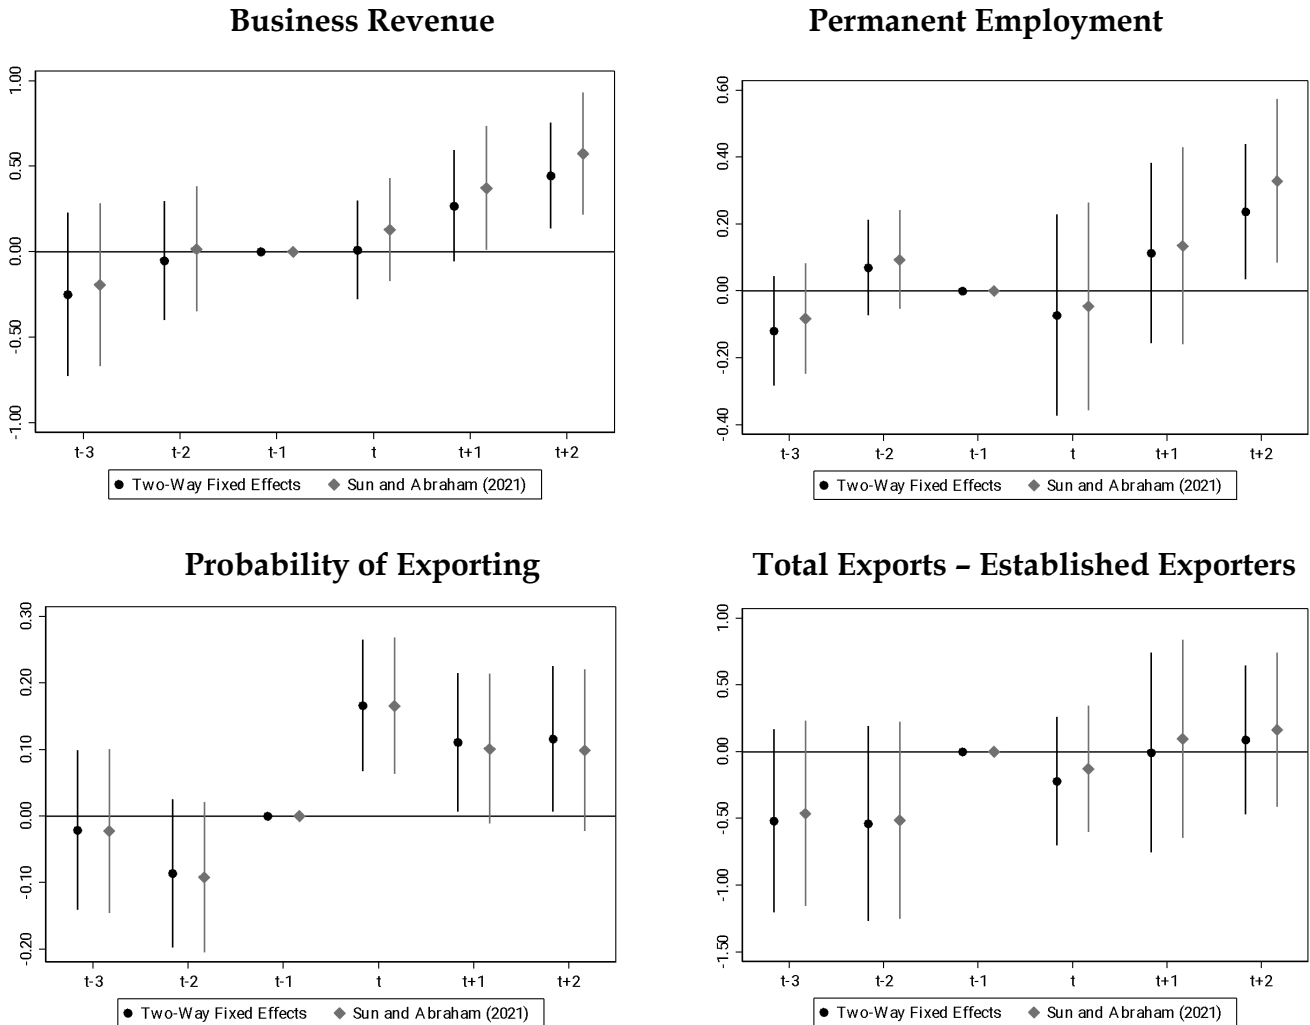 Business Revenue
1.00
0.50
0.00
-0.50
-1.00
t-3 t-2 t-1 t t+1 t+2
Two-Way Fixed Effects Sun and Abraham (2021)
Permanent Employment
0.60
0.40
0.20
0.00
-0.20
-0.40
t-3 t-2 t-1 t t+1 t+2
Two-Way Fixed Effects Sun and Abraham (2021)
Probability of Exporting
0.30
0.20
0.10
0.00
-0.10
-0.20
t-3 t-2 t-1 t t+1 t+2
Two-Way Fixed Effects Sun and Abraham (2021)
Total Exports – Established Exporters
1.00
0.50
0.00
-0.50
-1.00
-1.50
t-3 t-2 t-1 t t+1 t+2
Two-Way Fixed Effects Sun and Abraham (2021)